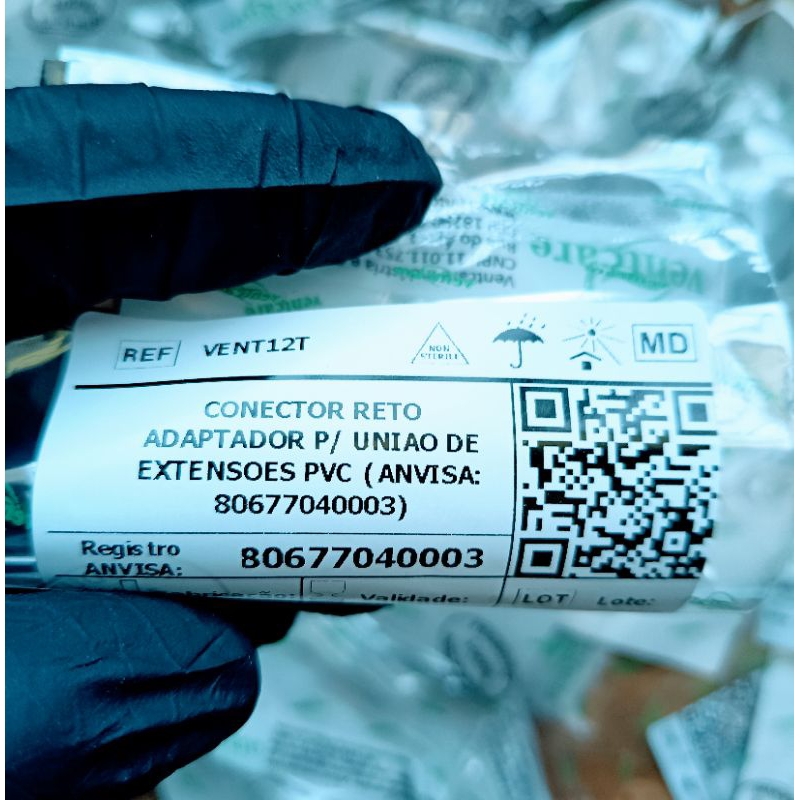 ventcare
REF VENT12T NON STERILE MD
CONECTOR RETO
ADAPTADOR P/ UNIAO DE
EXTENSOES PVC (ANVISA:
80677040003)
Registro
ANVISA:
80677040003
Fabricação: Validade: LOT Lote: